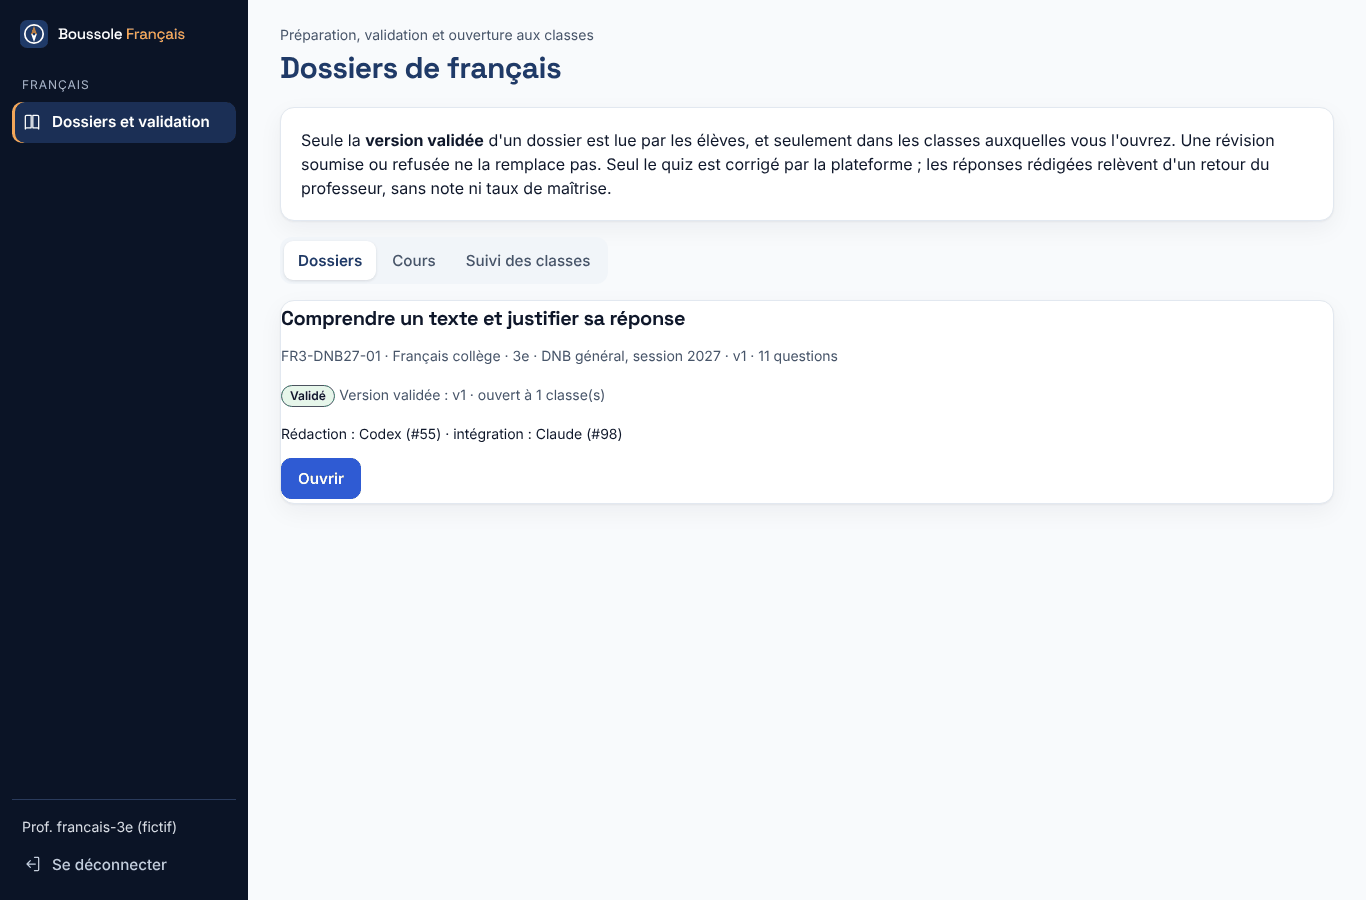 Boussole Français
FRANÇAIS
Dossiers et validation
Prof. francais-3e (fictif)
Se déconnecter
Préparation, validation et ouverture aux classes
Dossiers de français
Seule la version validée d'un dossier est lue par les élèves, et seulement dans les classes auxquelles vous l'ouvrez. Une révision
soumise ou refusée ne la remplace pas. Seul le quiz est corrigé par la plateforme ; les réponses rédigées relèvent d'un retour du
professeur, sans note ni taux de maîtrise.
Dossiers Cours Suivi des classes
Comprendre un texte et justifier sa réponse
FR3-DNB27-01 · Français collège · 3e · DNB général, session 2027 · v1 · 11 questions
Validé Version validée : v1 · ouvert à 1 classe(s)
Rédaction : Codex (#55) · intégration : Claude (#98)
Ouvrir